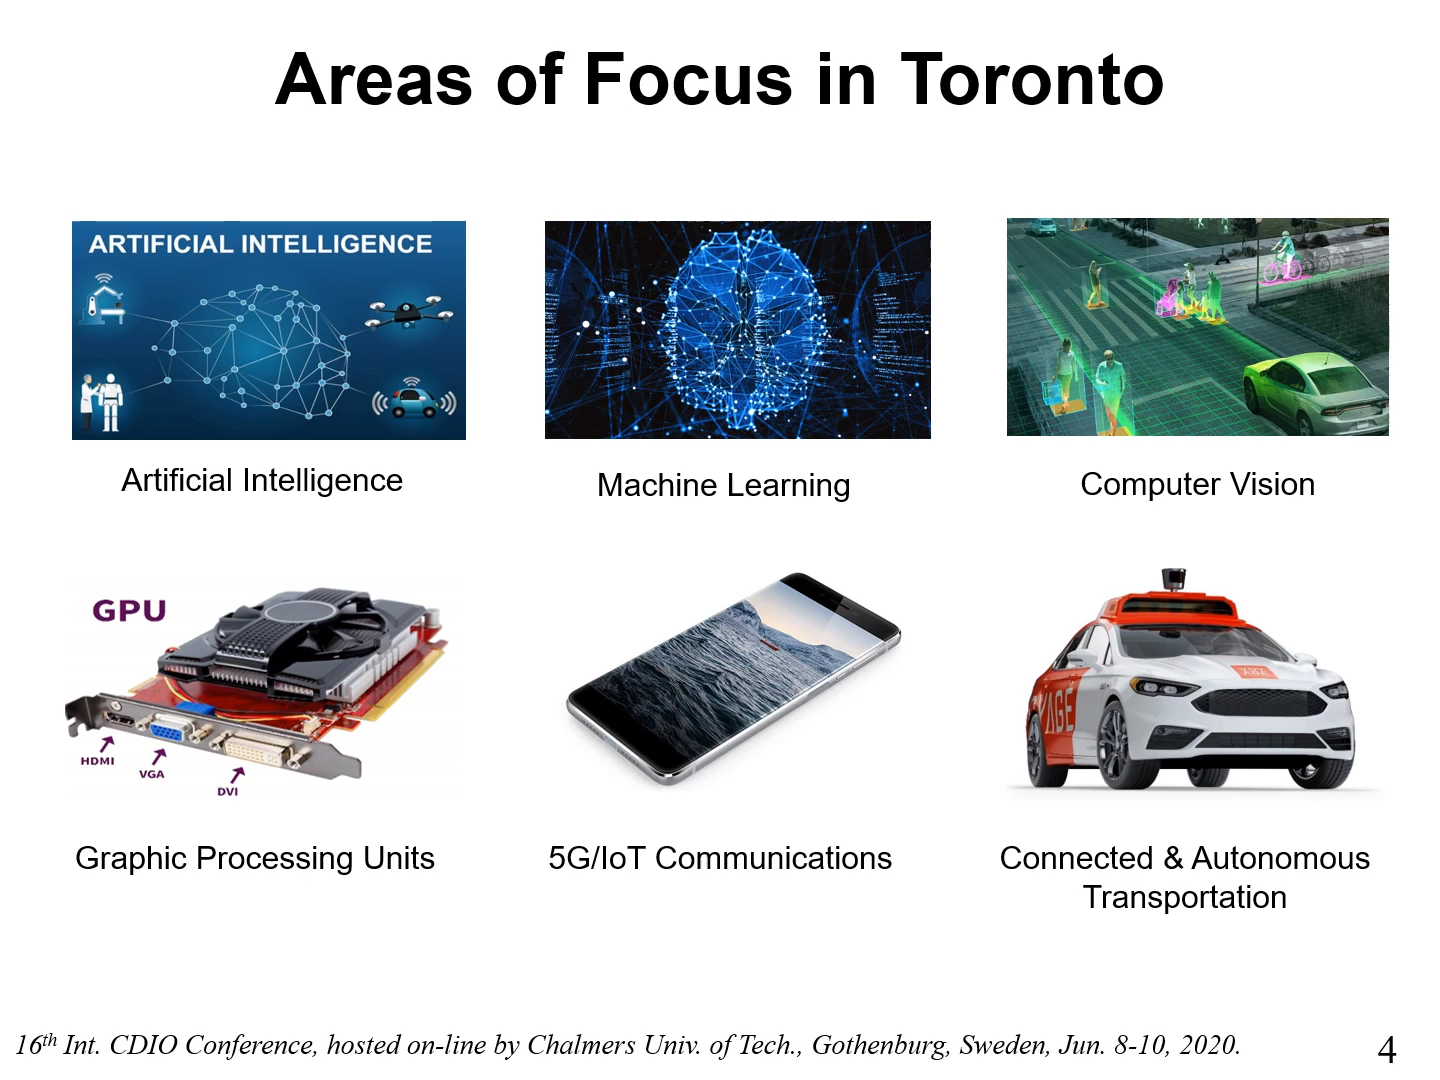 Areas of Focus in Toronto
ARTIFICIAL INTELLIGENCE
Artificial Intelligence
Machine Learning
Computer Vision
GPU
HDMI
VGA
DVI
Graphic Processing Units
5G/IoT Communications
Connected & Autonomous
Transportation
16th Int. CDIO Conference, hosted on-line by Chalmers Univ. of Tech., Gothenburg, Sweden, Jun. 8-10, 2020.
4